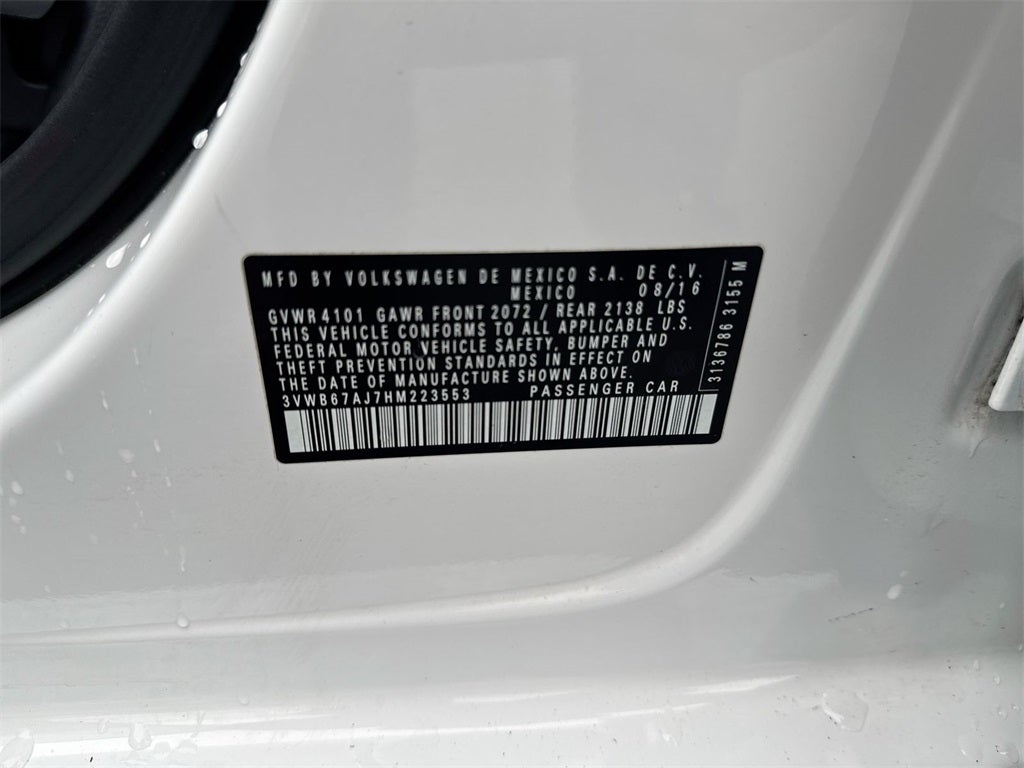 MFD BY VOLKSWAGEN DE MEXICO S.A. DE C.V.
MEXICO 08/16
GVWR 4101 GAWR FRONT 2072 / REAR 2138 LBS
THIS VEHICLE CONFORMS TO ALL APPLICABLE U.S.
FEDERAL MOTOR VEHICLE SAFETY, BUMPER AND
THEFT PREVENTION STANDARDS IN EFFECT ON
THE DATE OF MANUFACTURE SHOWN ABOVE.
3VWB67AJ7HM223553 PASSENGER CAR
3136786 3155 M